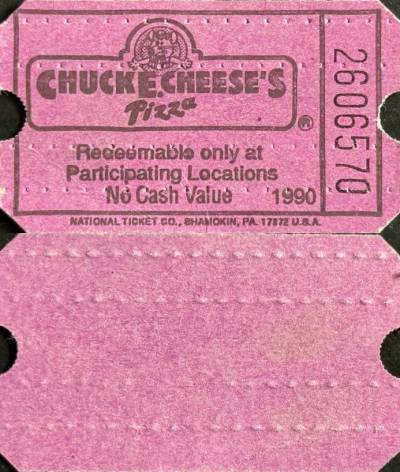 CHUCK E. CHEESE'S
Pizza
®
Redeemable only at
Participating Locations
No Cash Value 1990
2606570
NATIONAL TICKET CO., SHAMOKIN, PA. 17872 U.S.A.